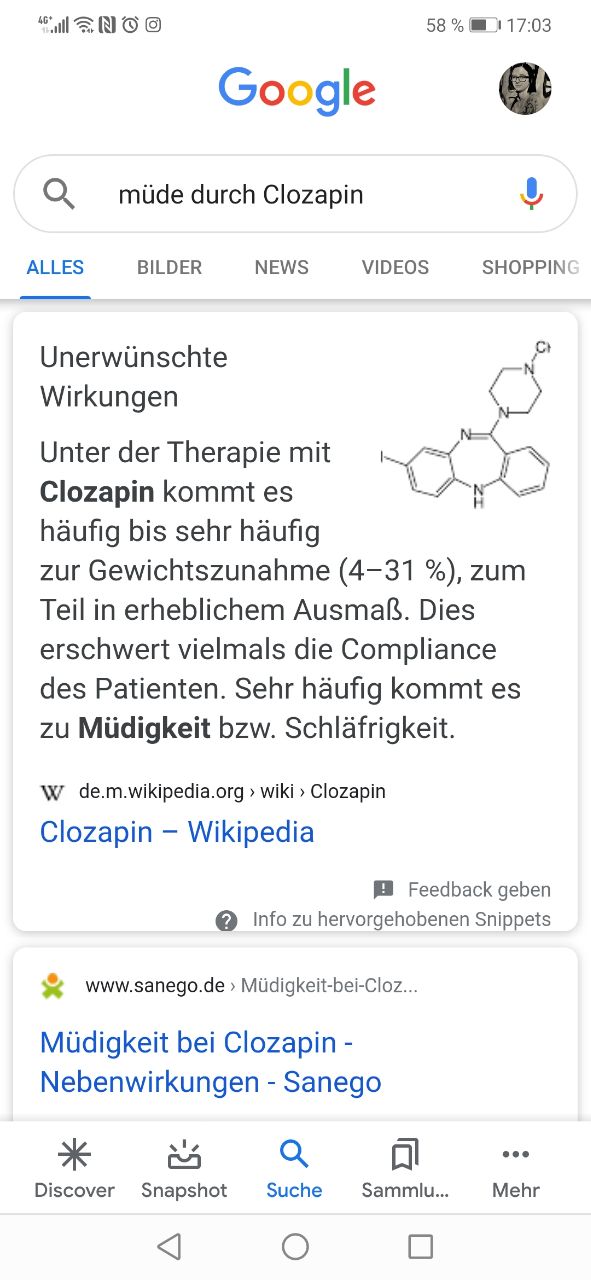 4G+ 58 % 17:03
Google
müde durch Clozapin
ALLES BILDER NEWS VIDEOS SHOPPING
Unerwünschte
Wirkungen
Unter der Therapie mit
Clozapin kommt es
häufig bis sehr häufig
zur Gewichtszunahme (4–31 %), zum
Teil in erheblichem Ausmaß. Dies
erschwert vielmals die Compliance
des Patienten. Sehr häufig kommt es
zu Müdigkeit bzw. Schläfrigkeit.
N
N
N
N
H
W de.m.wikipedia.org › wiki › Clozapin
Clozapin – Wikipedia
Feedback geben
Info zu hervorgehobenen Snippets
www.sanego.de › Müdigkeit-bei-Cloz...
Müdigkeit bei Clozapin -
Nebenwirkungen - Sanego
Discover Snapshot Suche Sammlu... Mehr